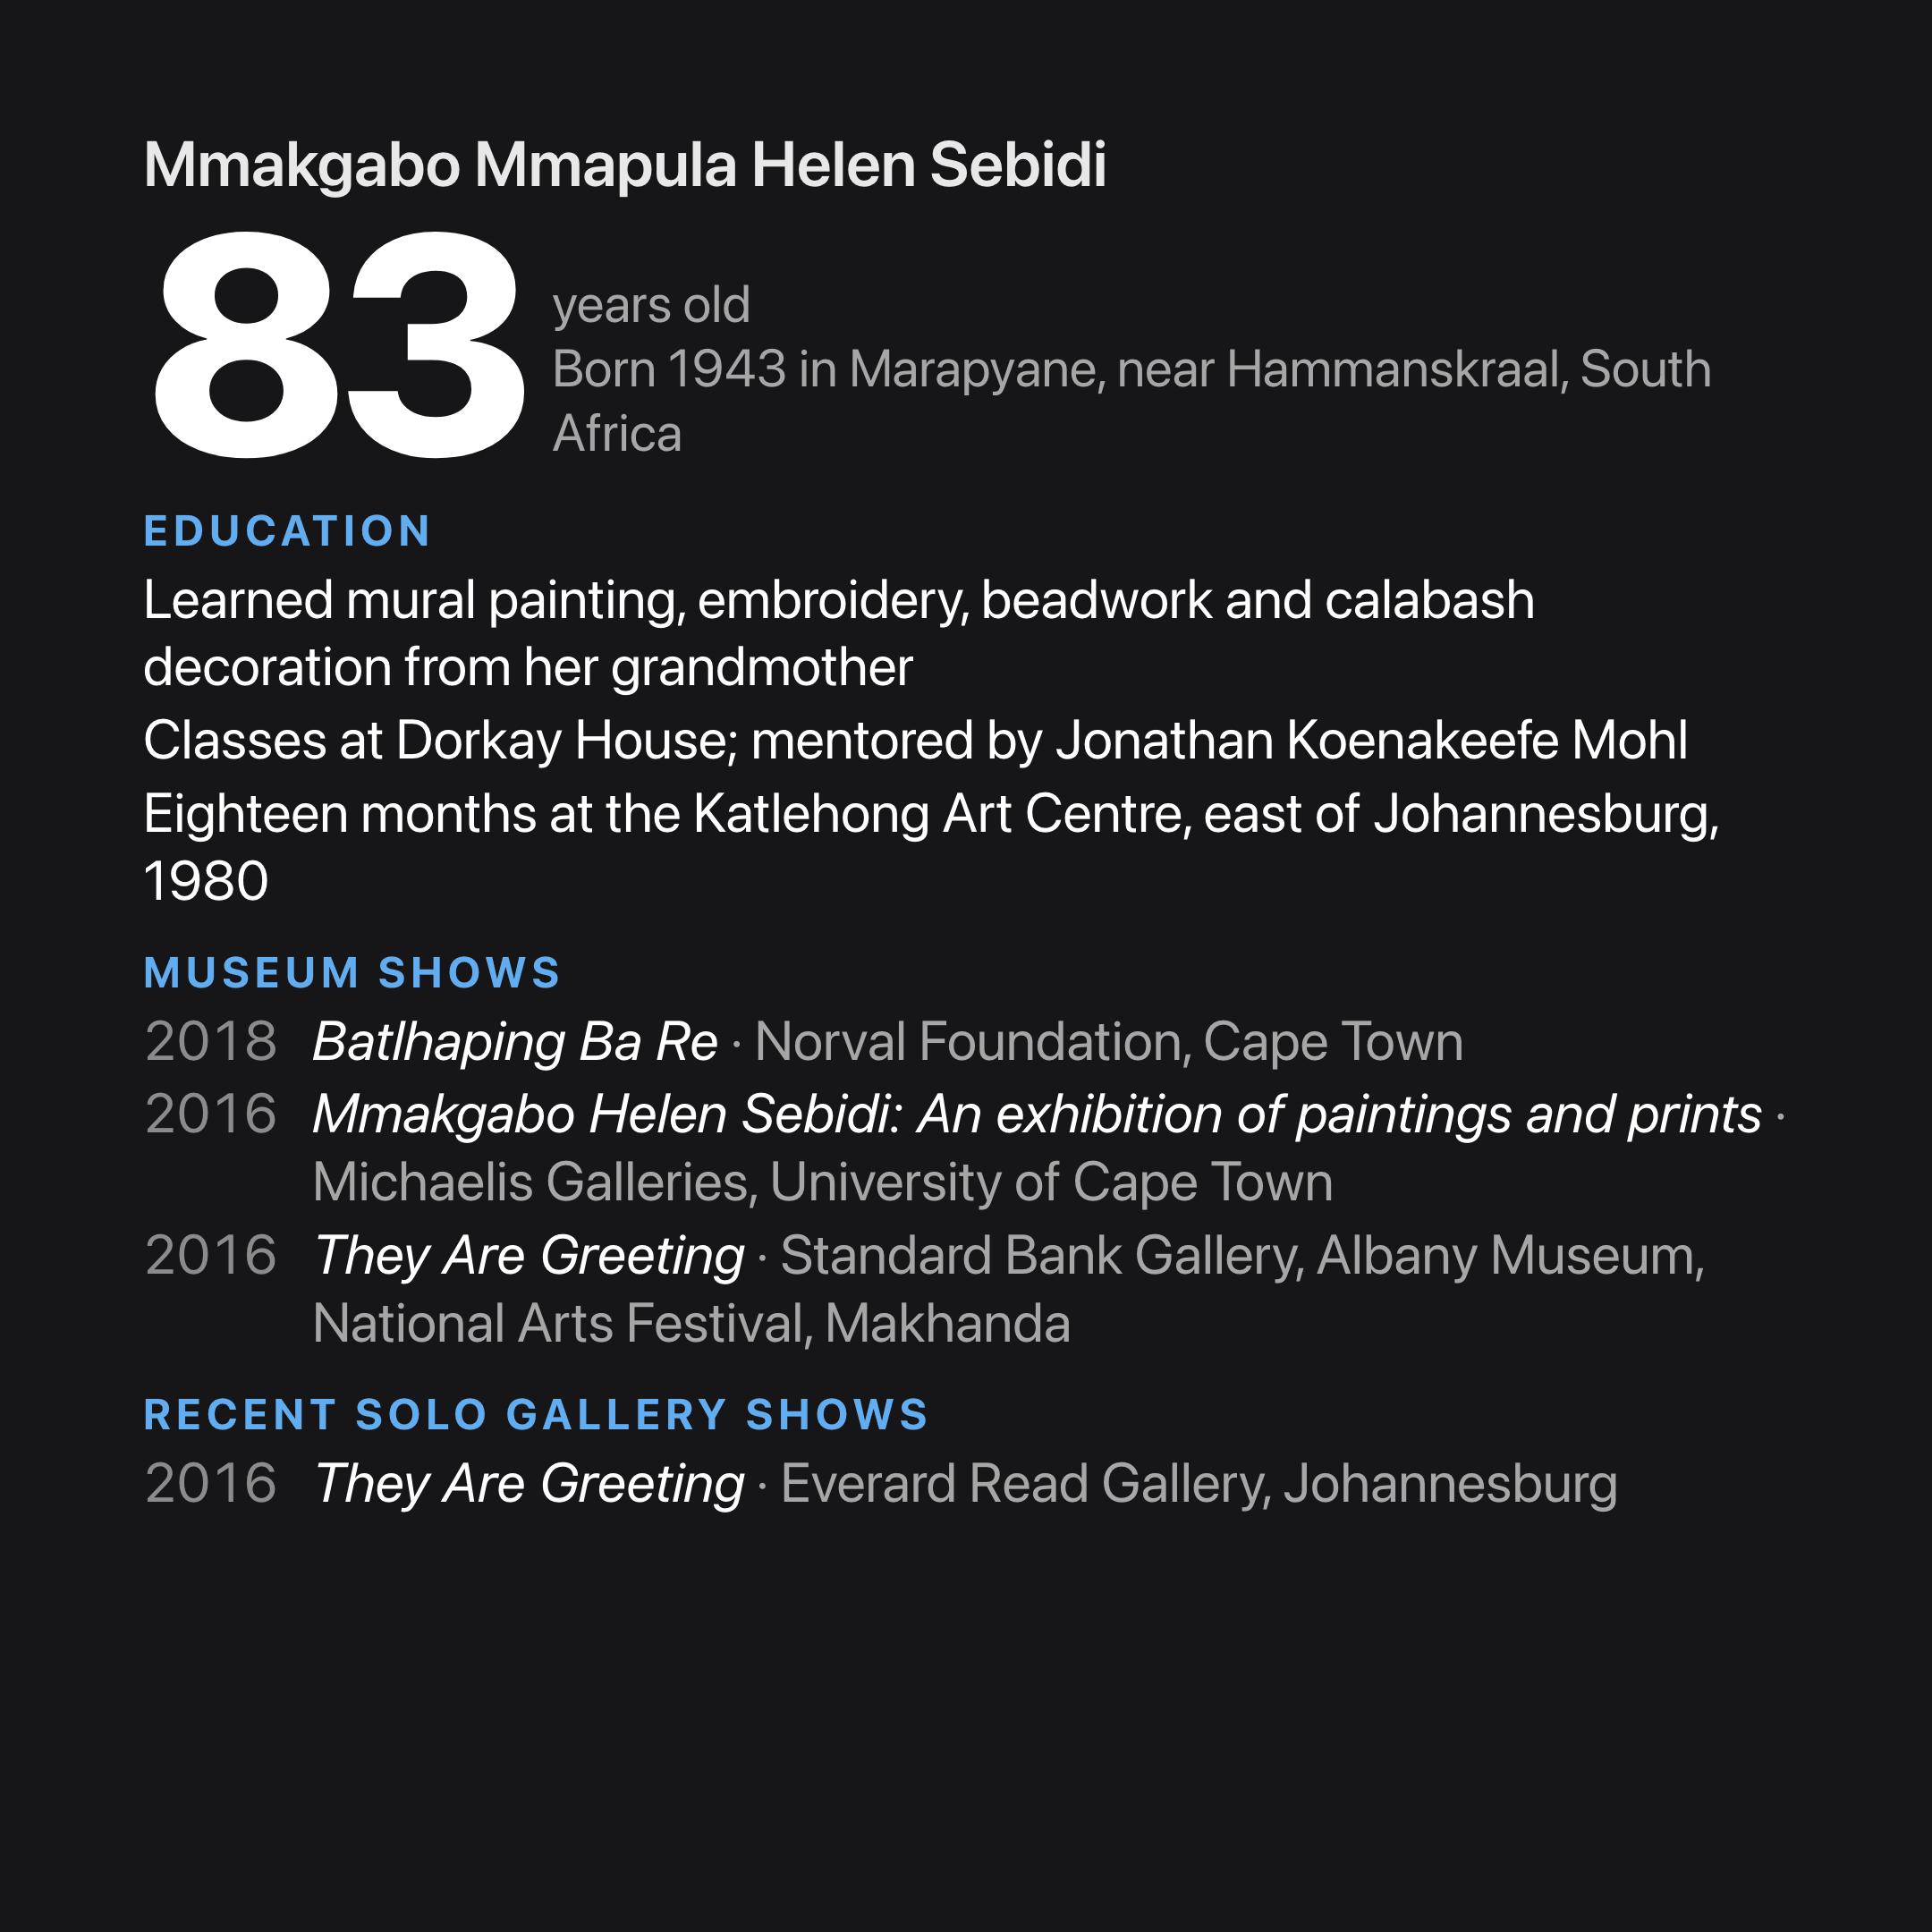 Mmakgabo Mmapula Helen Sebidi
83
years old
Born 1943 in Marapyane, near Hammanskraal, South
Africa
EDUCATION
Learned mural painting, embroidery, beadwork and calabash
decoration from her grandmother
Classes at Dorkay House; mentored by Jonathan Koenakeefe Mohl
Eighteen months at the Katlehong Art Centre, east of Johannesburg,
1980
MUSEUM SHOWS
2018 Batlhaping Ba Re · Norval Foundation, Cape Town
2016 Mmakgabo Helen Sebidi: An exhibition of paintings and prints ·
Michaelis Galleries, University of Cape Town
2016 They Are Greeting · Standard Bank Gallery, Albany Museum,
National Arts Festival, Makhanda
RECENT SOLO GALLERY SHOWS
2016 They Are Greeting · Everard Read Gallery, Johannesburg